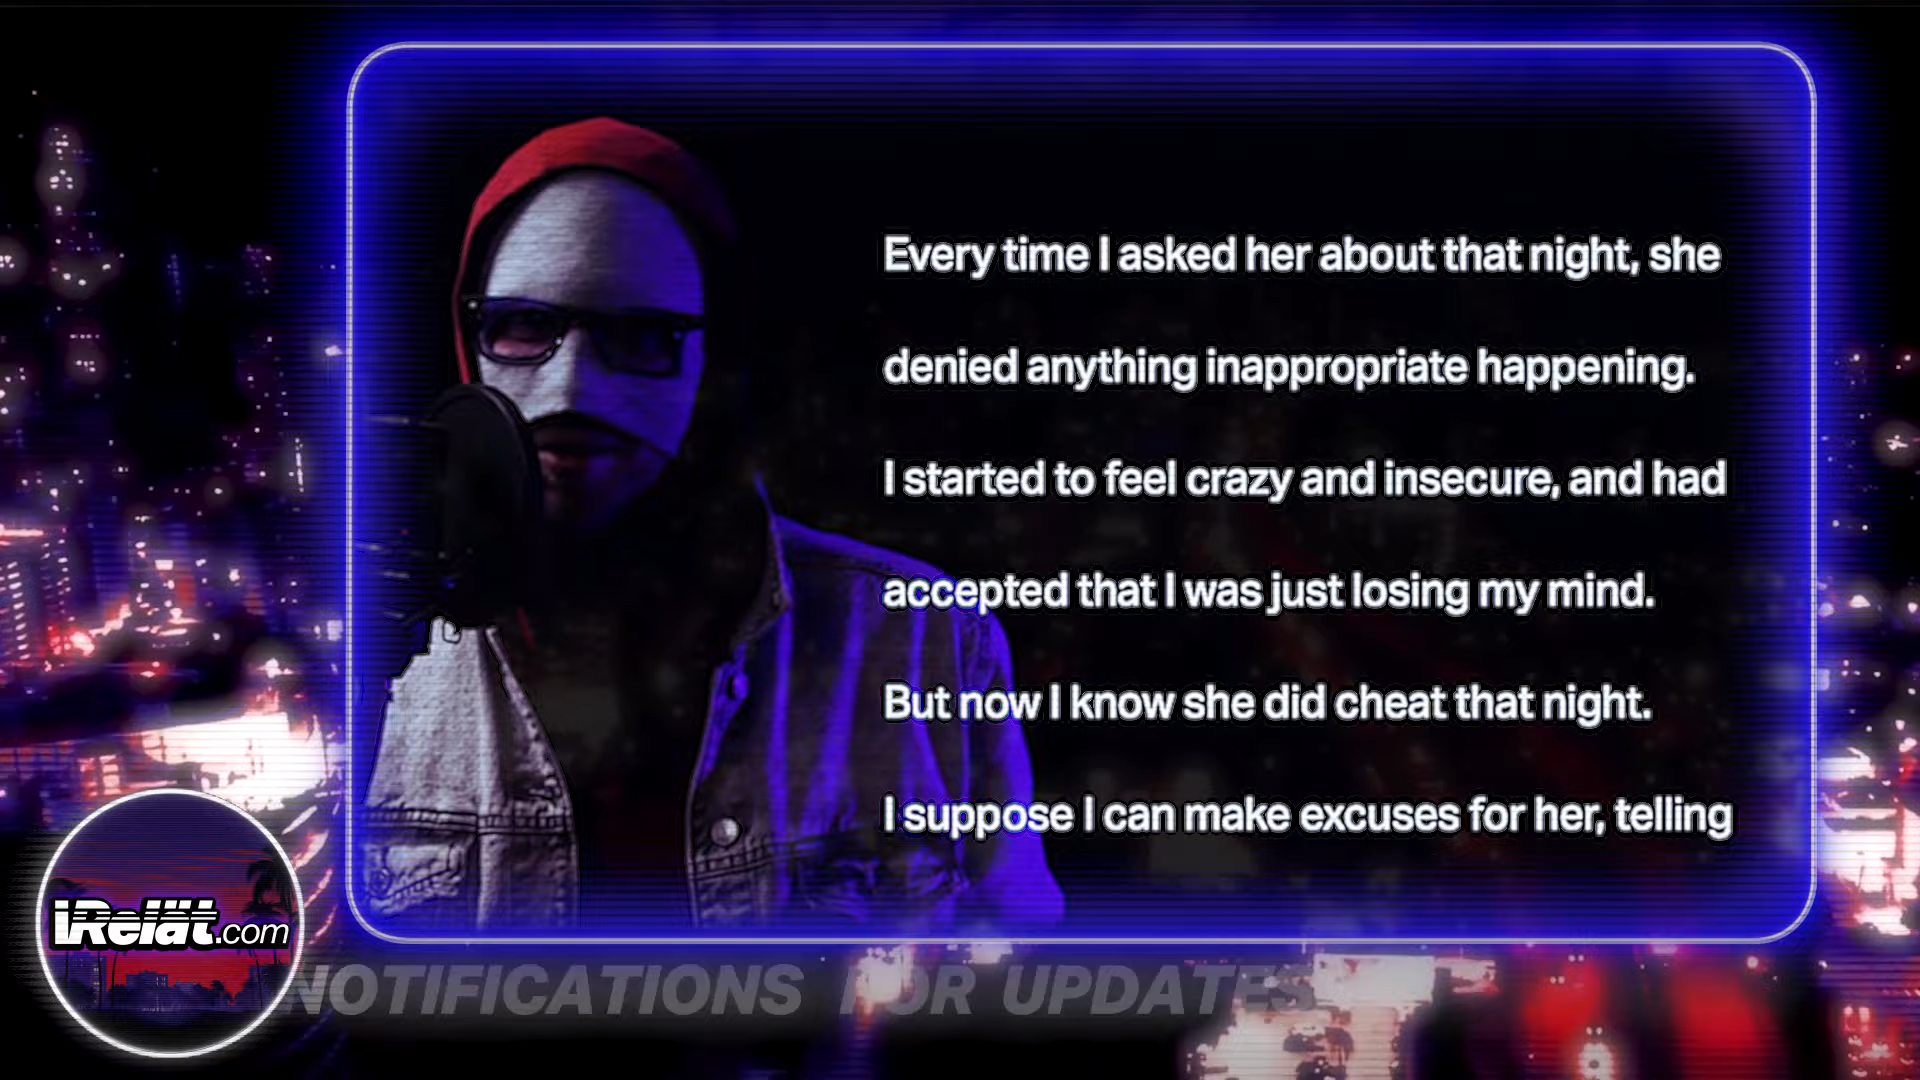 Every time I asked her about that night, she
denied anything inappropriate happening.
I started to feel crazy and insecure, and had
accepted that I was just losing my mind.
But now I know she did cheat that night.
I suppose I can make excuses for her, telling
iRelät.com
NOTIFICATIONS FOR UPDATES